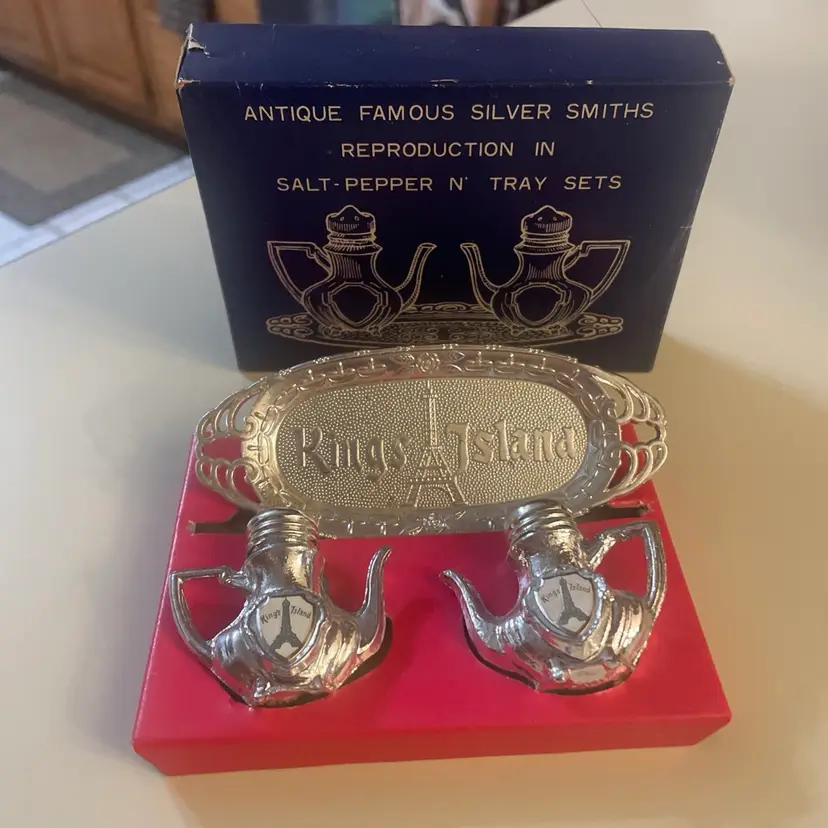 ANTIQUE FAMOUS SILVER SMITHS
REPRODUCTION IN
SALT-PEPPER N' TRAY SETS
Kings Island
Kings Island
Kings Island